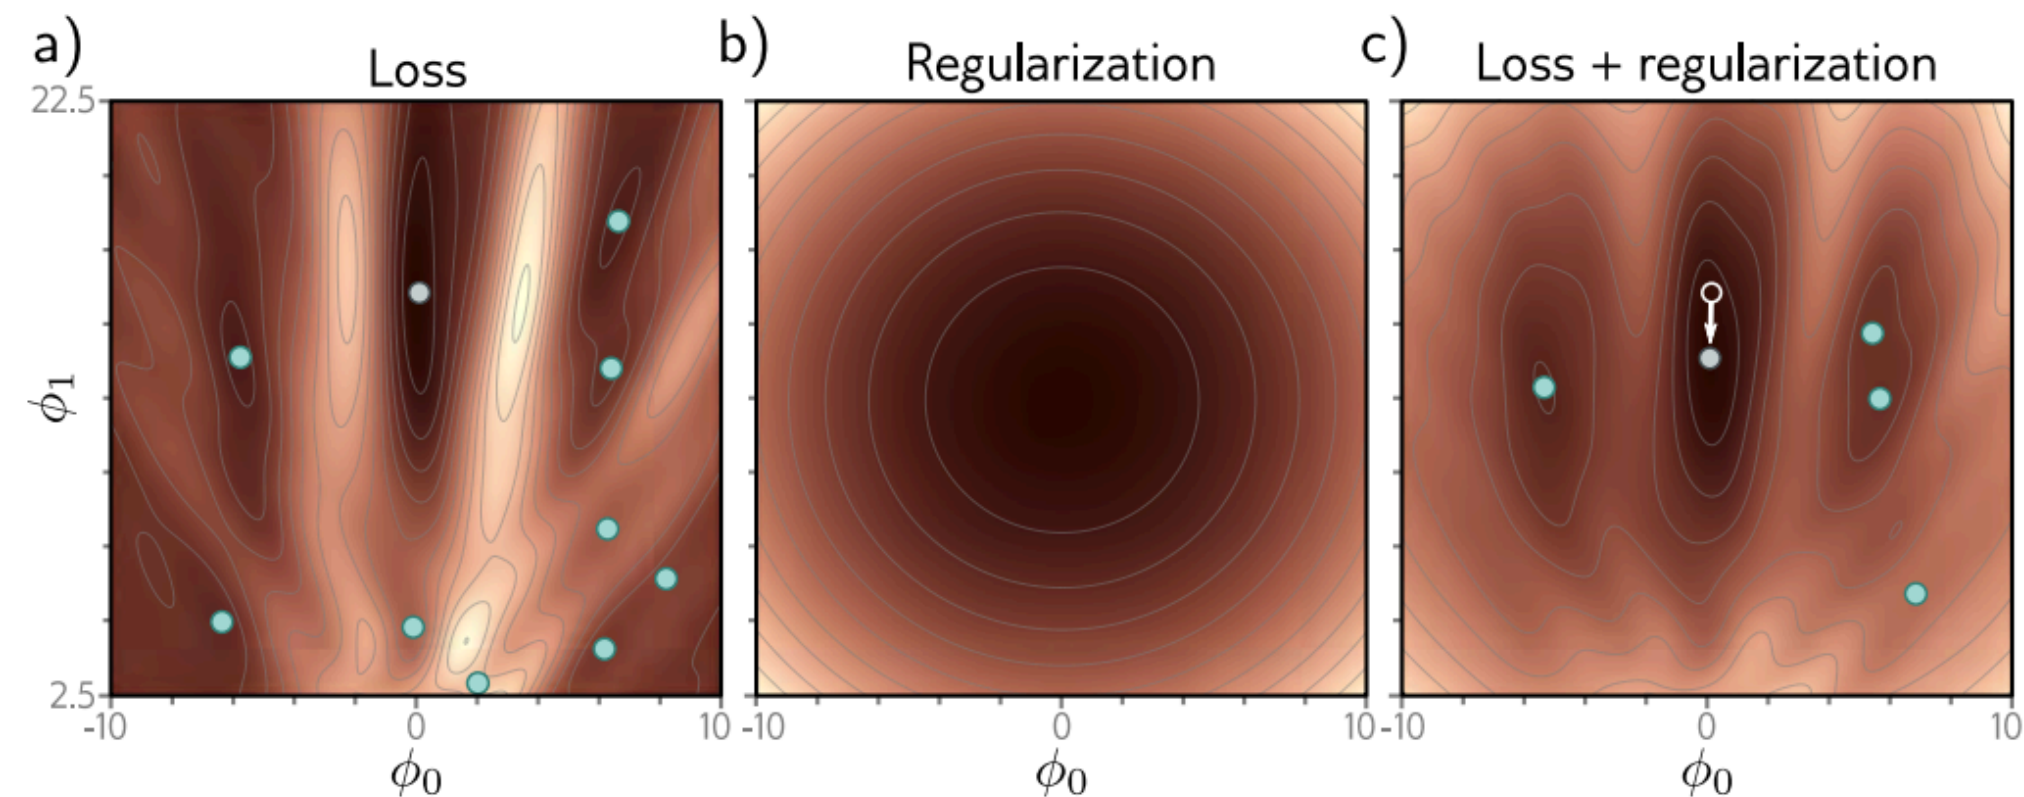 a) Loss
b) Regularization
c) Loss + regularization
22.5
ϕ1
2.5
-10 0 10
-10 0 10
-10 0 10
ϕ0
ϕ0
ϕ0